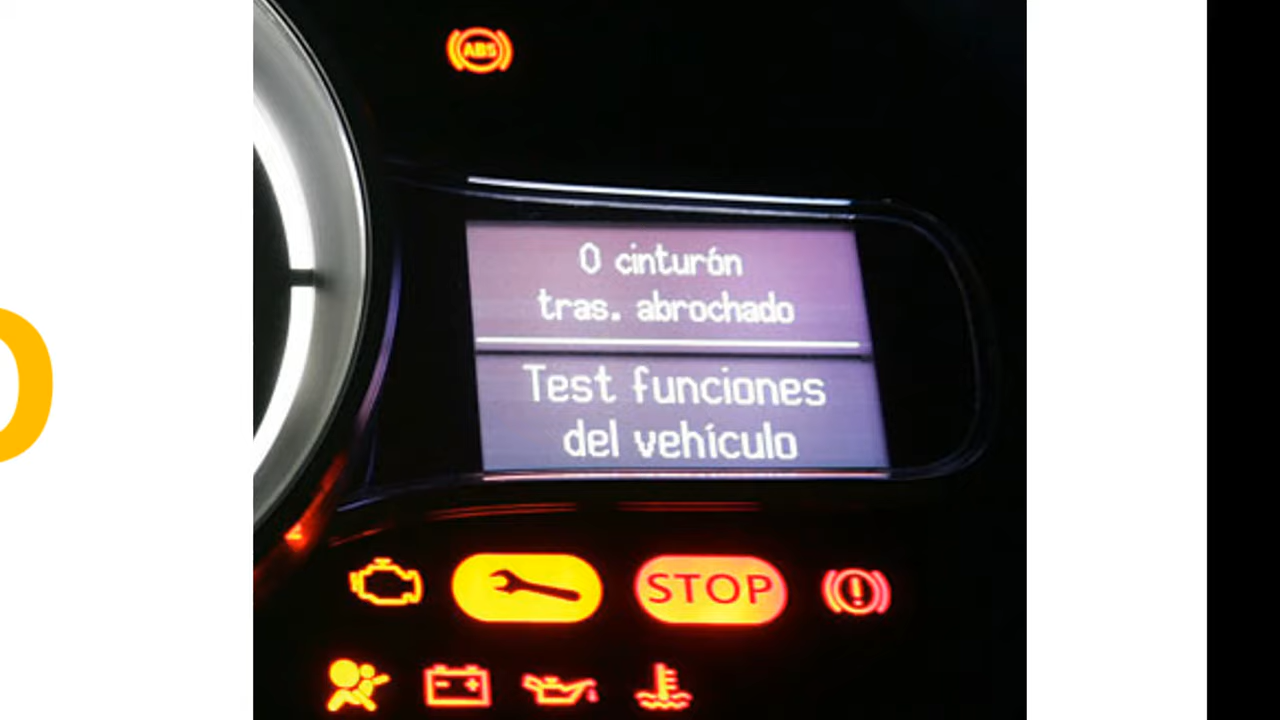 ABS
0 cinturón
tras. abrochado
Test funciones
del vehículo
STOP